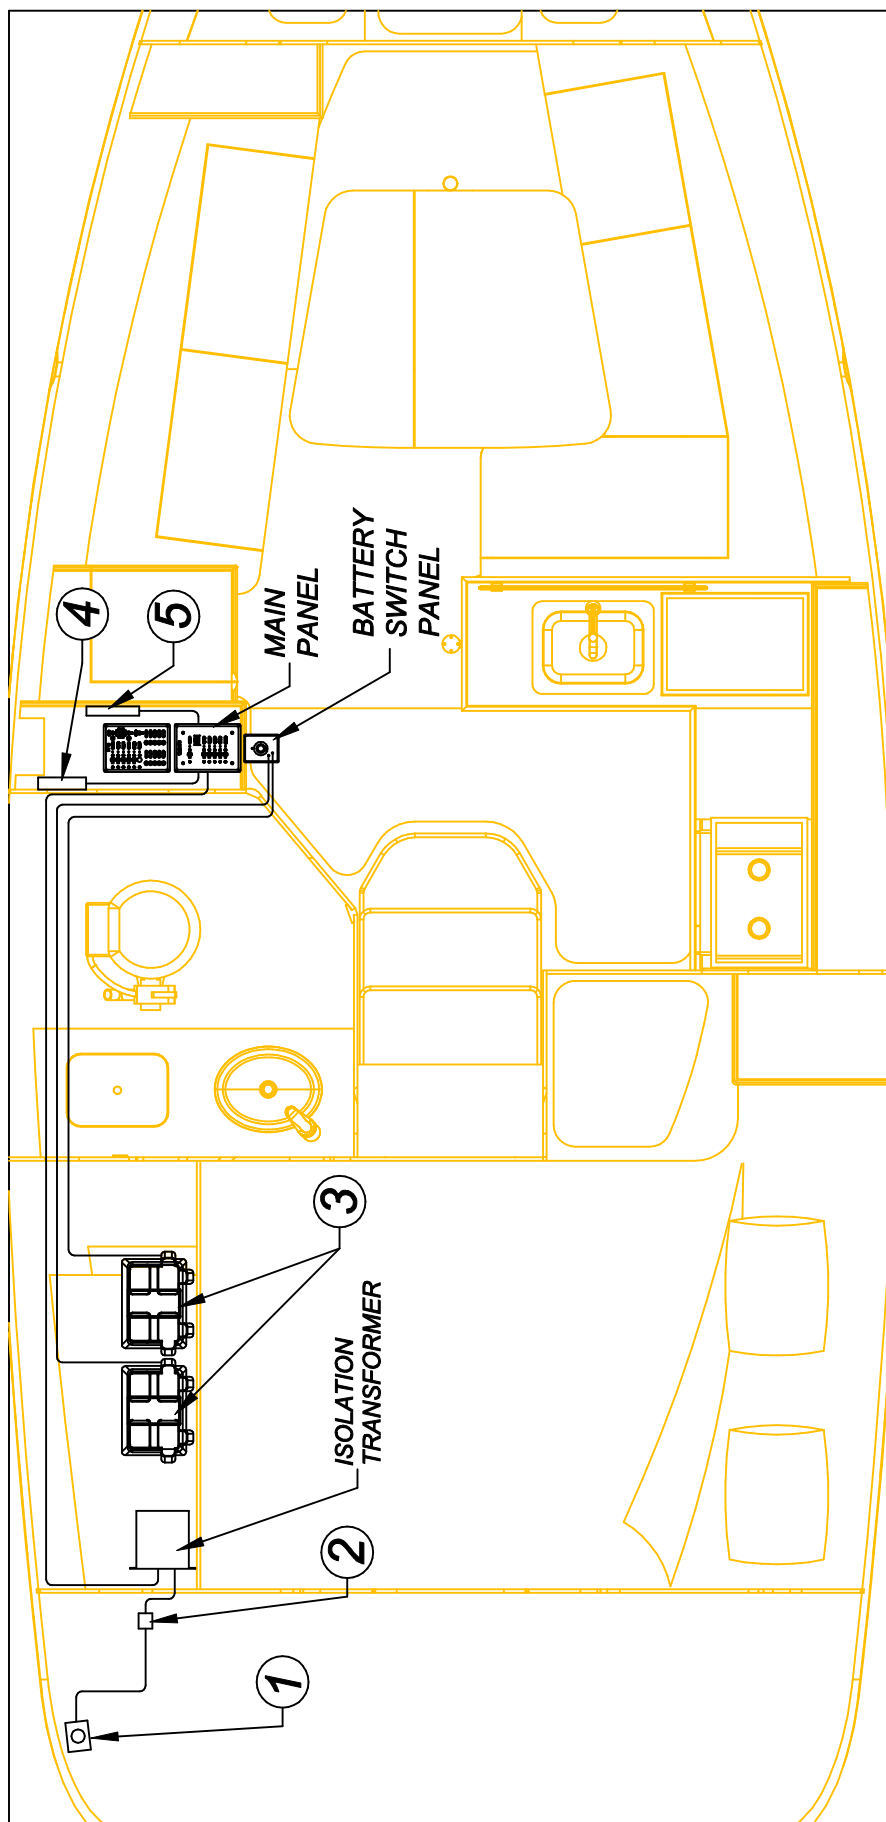 4
5
MAIN
PANEL
BATTERY
SWITCH
PANEL
3
ISOLATION
TRANSFORMER
2
1